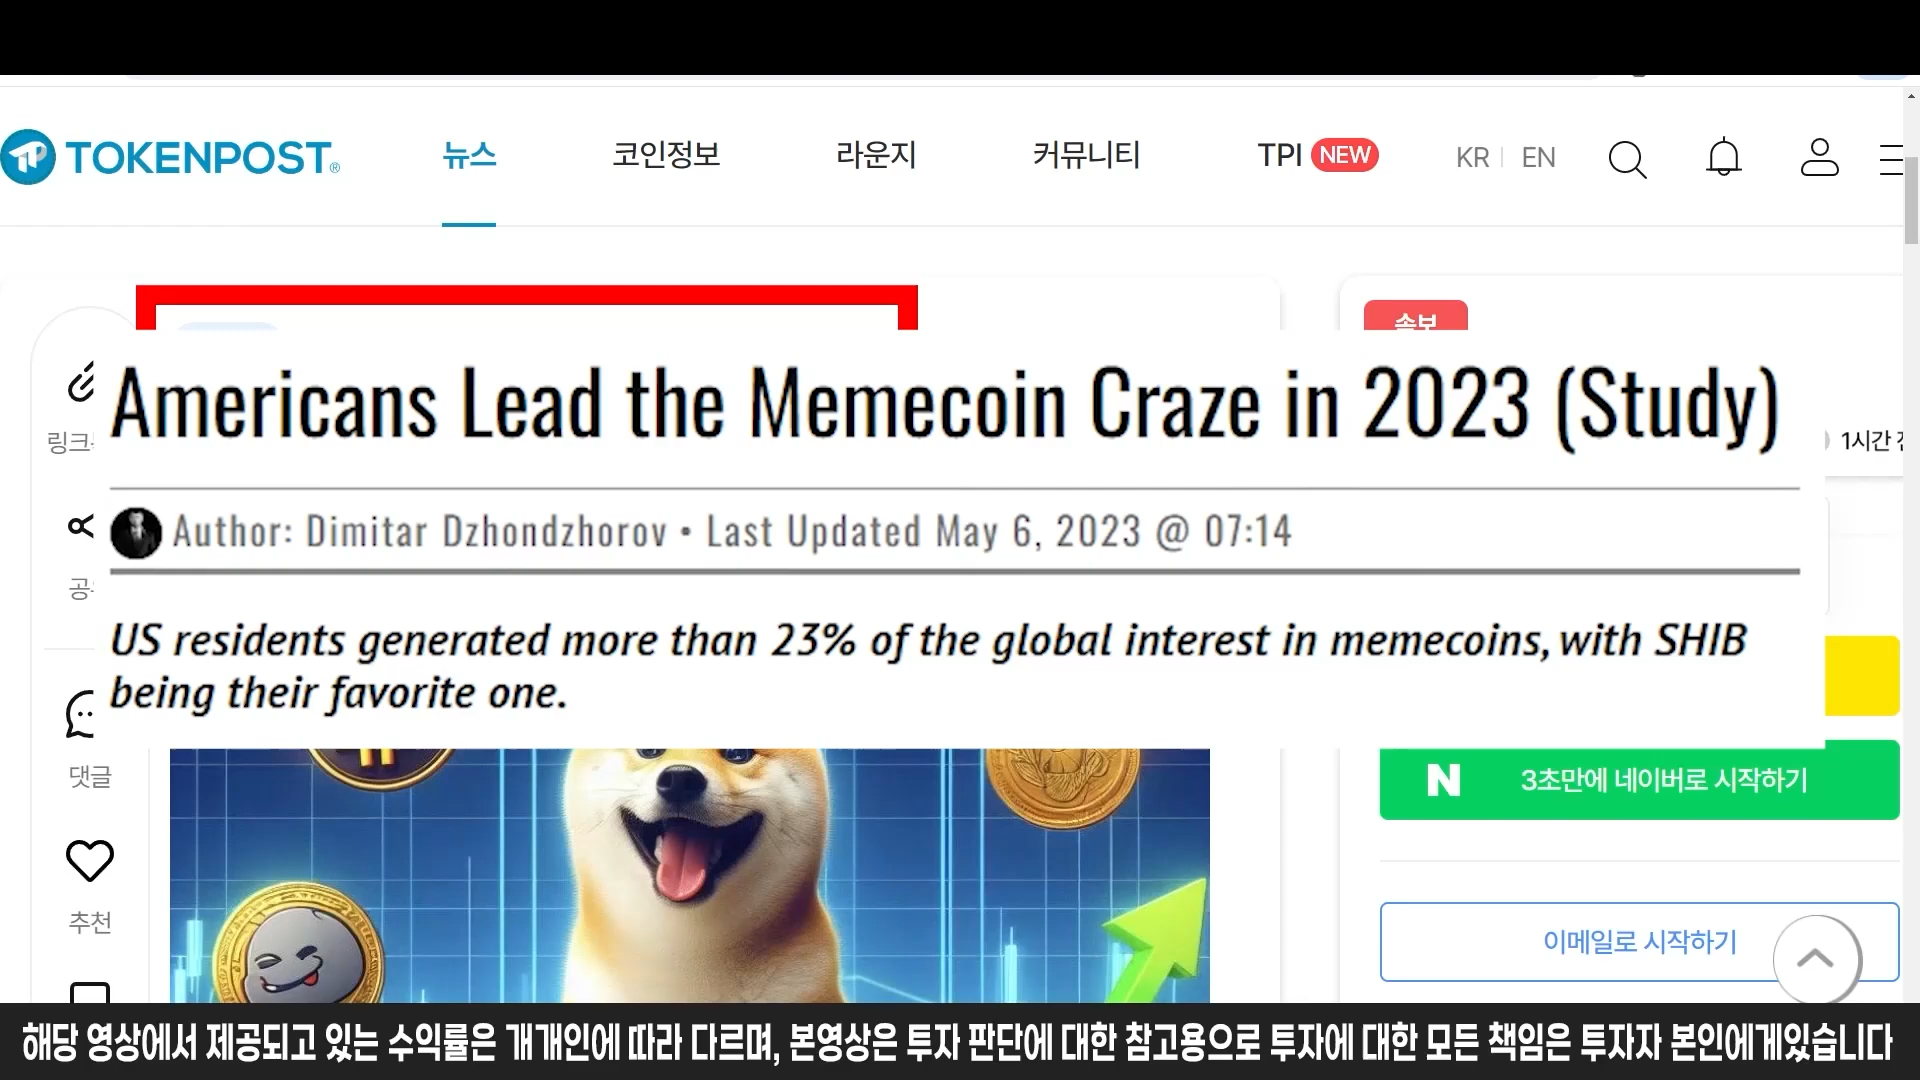 TOKENPOST®
뉴스
코인정보
라운지
커뮤니티
TPI NEW
KR EN
속보
Americans Lead the Memecoin Craze in 2023 (Study)
Author: Dimitar Dzhondzhorov • Last Updated May 6, 2023 @ 07:14
US residents generated more than 23% of the global interest in memecoins, with SHIB
being their favorite one.
링크
1시간
댓글
추천
N 3초만에 네이버로 시작하기
이메일로 시작하기
해당 영상에서 제공되고 있는 수익률은 개개인에 따라 다르며, 본영상은 투자 판단에 대한 참고용으로 투자에 대한 모든 책임은 투자자 본인에게있습니다